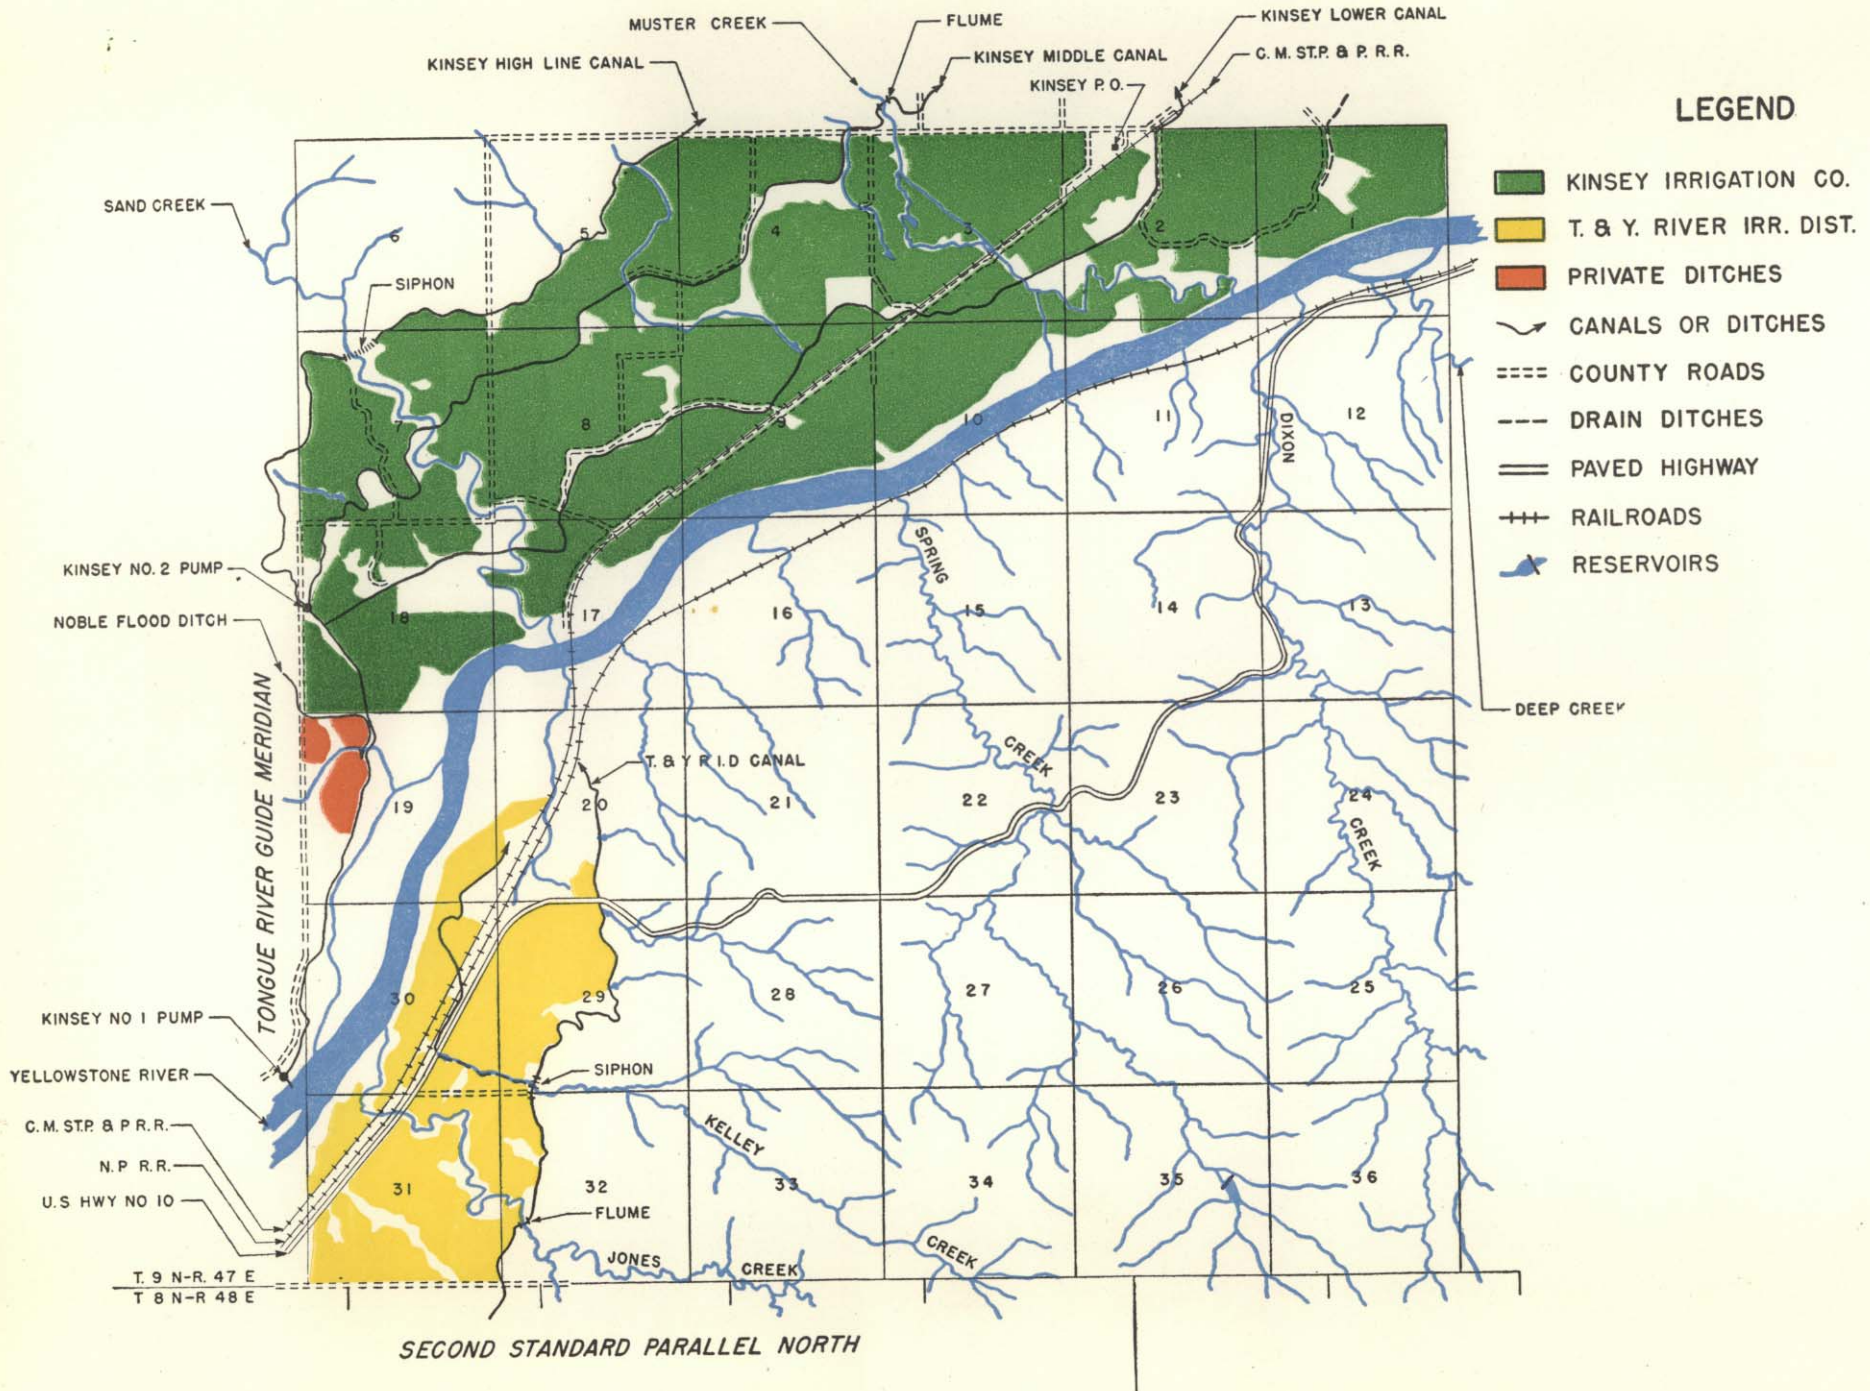 MUSTER CREEK
FLUME
KINSEY LOWER CANAL
KINSEY HIGH LINE CANAL
KINSEY MIDDLE CANAL
C. M. ST. P. & P. R. R.
KINSEY P. O.
LEGEND
KINSEY IRRIGATION CO.
T. & Y. RIVER IRR. DIST.
PRIVATE DITCHES
CANALS OR DITCHES
COUNTY ROADS
DRAIN DITCHES
PAVED HIGHWAY
RAILROADS
RESERVOIRS
SAND CREEK
SIPHON
6
5
4
3
2
1
7
8
9
10
11
12
DIXON
KINSEY NO. 2 PUMP
NOBLE FLOOD DITCH
18
17
16
15
14
13
SPRING
CREEK
DEEP CREEK
TONGUE RIVER GUIDE MERIDIAN
T. & Y R I. D CANAL
19
20
21
22
23
24
CREEK
30
29
28
27
26
25
KINSEY NO 1 PUMP
YELLOWSTONE RIVER
SIPHON
C. M. ST. P. & P R. R.
N. P R. R.
U. S HWY NO 10
31
32
33
34
35
36
KELLEY
CREEK
FLUME
JONES
CREEK
T. 9 N-R. 47 E
T 8 N-R 48 E
SECOND STANDARD PARALLEL NORTH